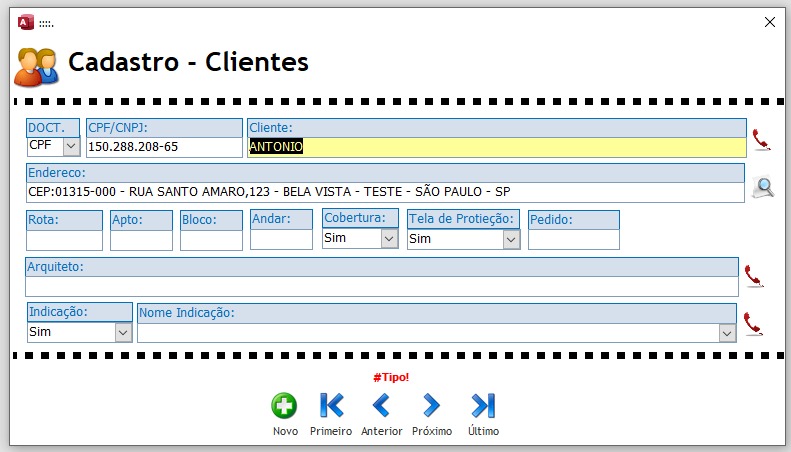 :::::.
Cadastro - Clientes
DOCT. CPF/CNPJ: Cliente:
CPF 150.288.208-65 ANTONIO
Endereco:
CEP:01315-000 - RUA SANTO AMARO,123 - BELA VISTA - TESTE - SÃO PAULO - SP
Rota: Apto: Bloco: Andar: Cobertura: Tela de Protieção: Pedido:
Sim Sim
Arquiteto:
Indicação: Nome Indicação:
Sim
#Tipo!
Novo Primeiro Anterior Próximo Último